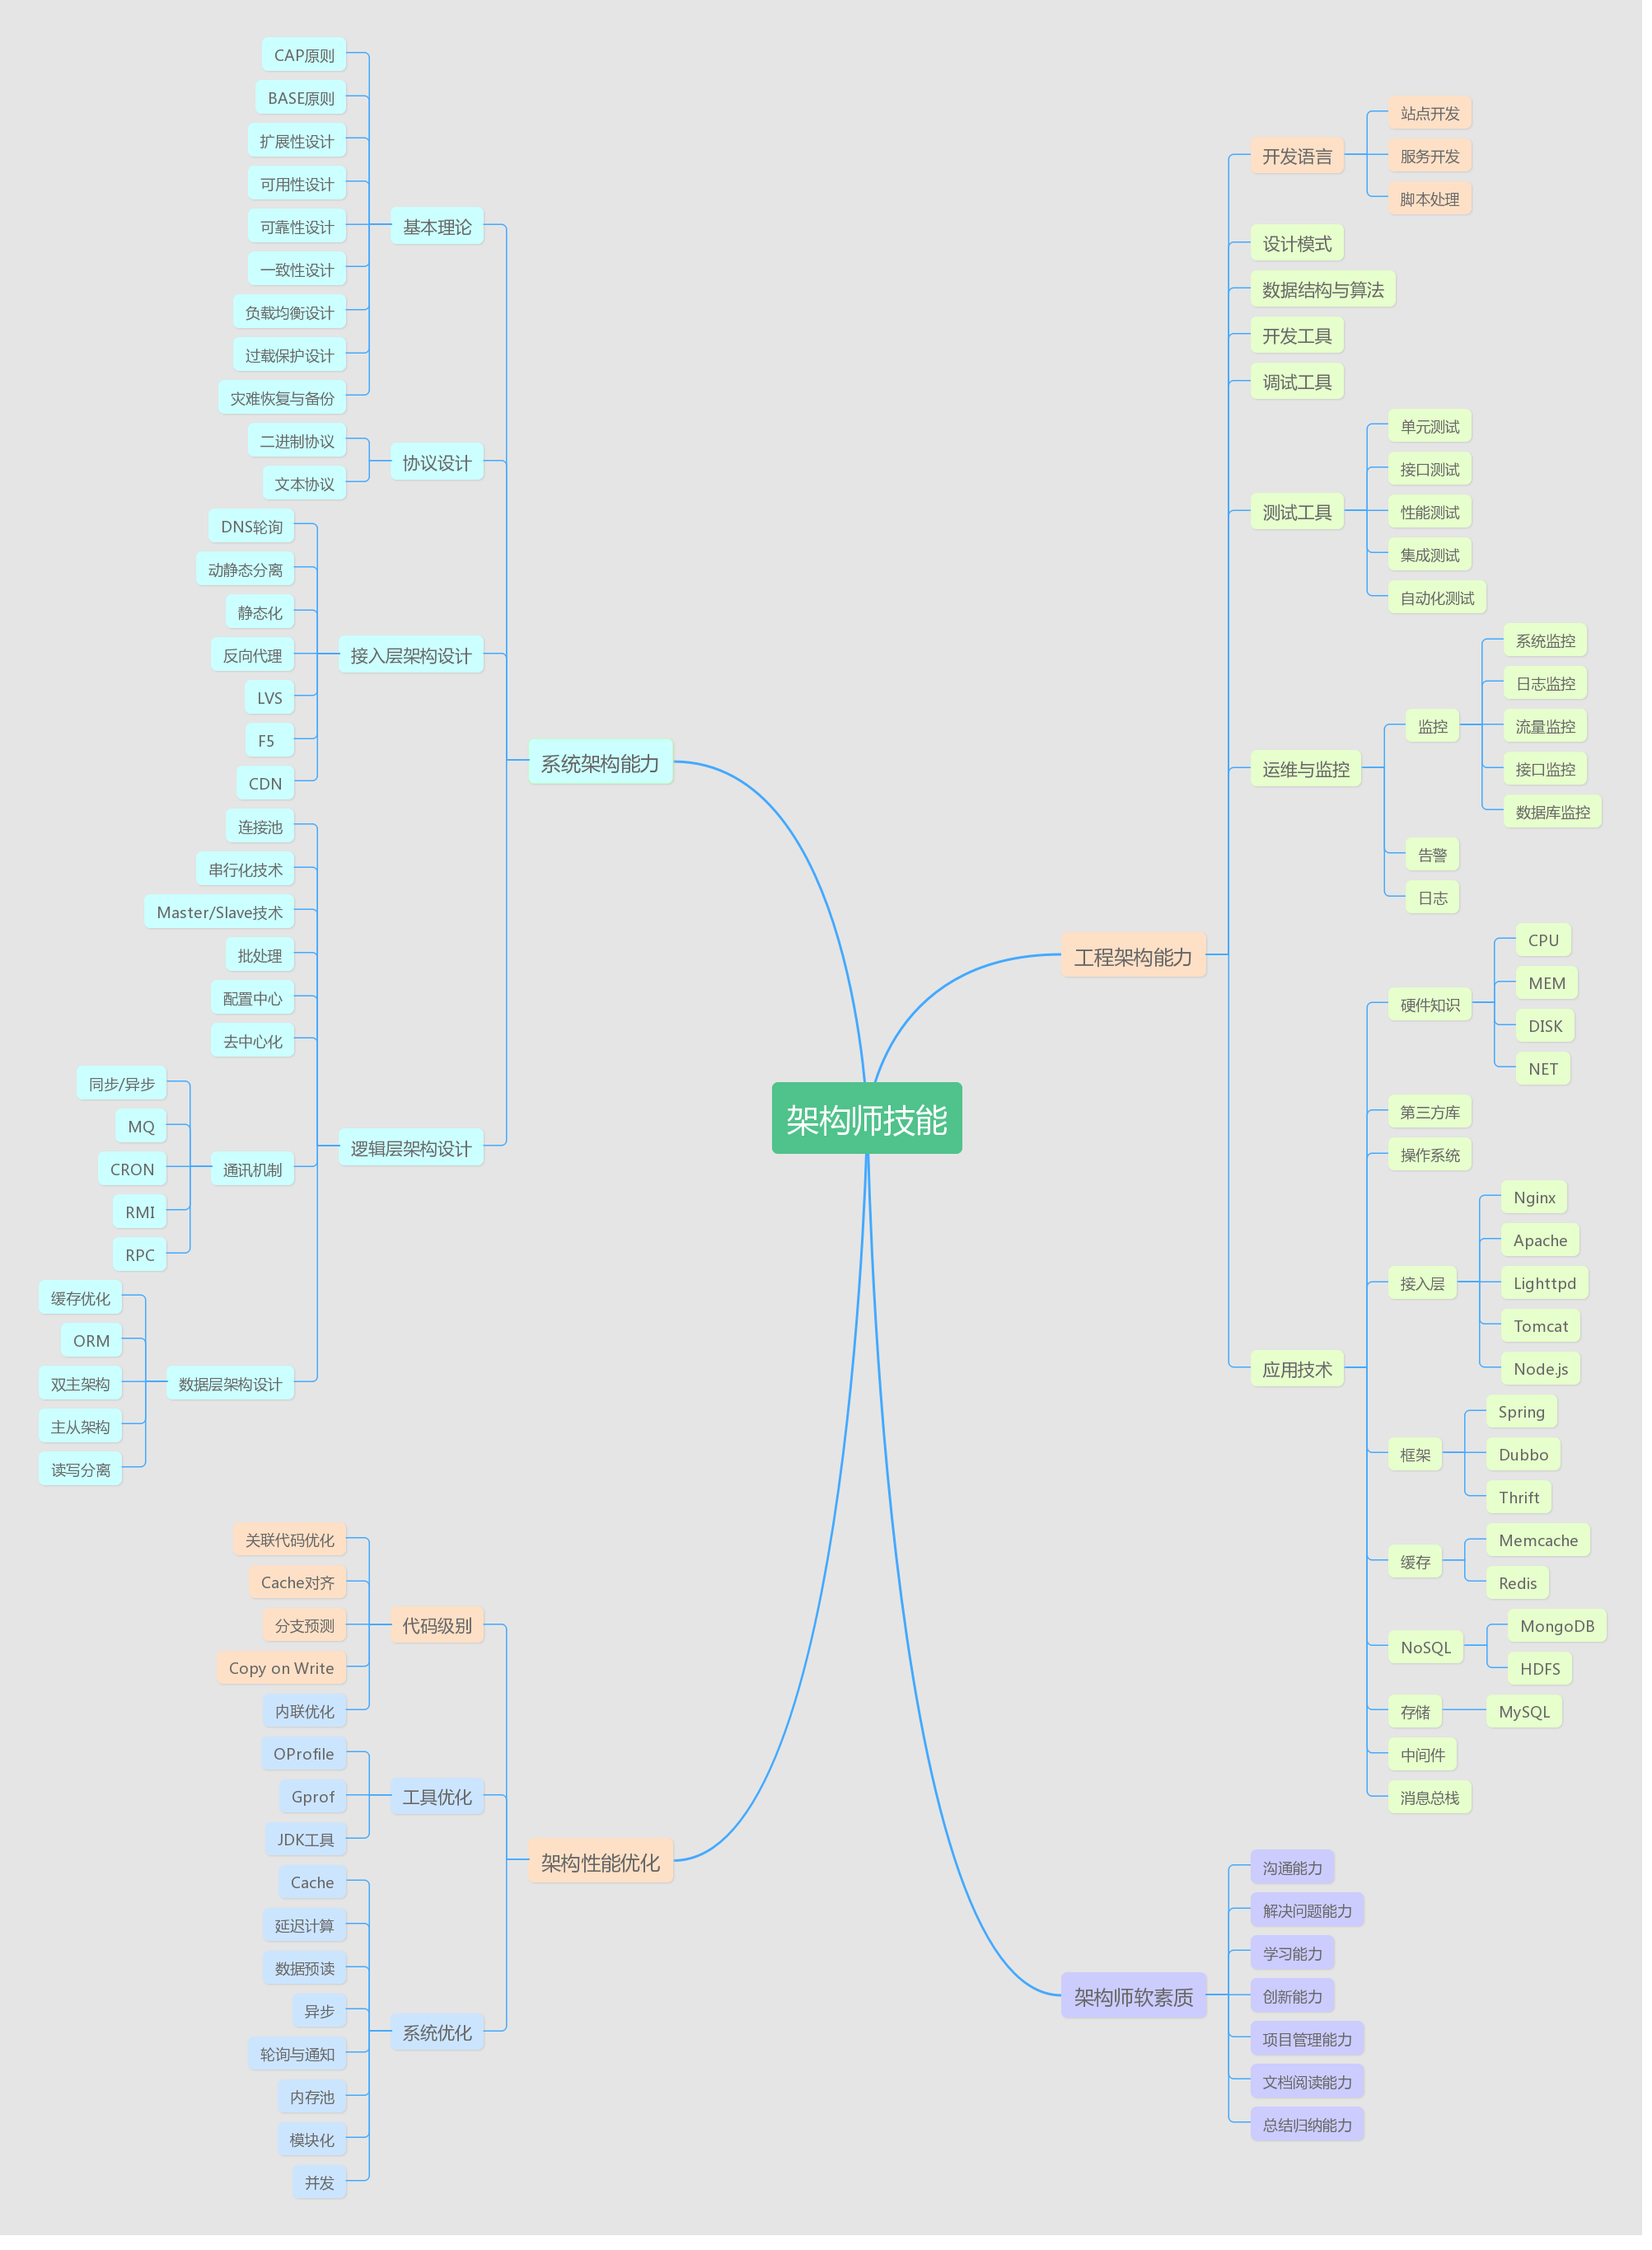 架构师技能
系统架构能力
基本理论
CAP原则
BASE原则
扩展性设计
可用性设计
可靠性设计
一致性设计
负载均衡设计
过载保护设计
灾难恢复与备份
协议设计
二进制协议
文本协议
接入层架构设计
DNS轮询
动静态分离
静态化
反向代理
LVS
F5
CDN
逻辑层架构设计
连接池
串行化技术
Master/Slave技术
批处理
配置中心
去中心化
通讯机制
同步/异步
MQ
CRON
RMI
RPC
数据层架构设计
缓存优化
ORM
双主架构
主从架构
读写分离
架构性能优化
代码级别
关联代码优化
Cache对齐
分支预测
Copy on Write
内联优化
工具优化
OProfile
Gprof
JDK工具
系统优化
Cache
延迟计算
数据预读
异步
轮询与通知
内存池
模块化
并发
工程架构能力
开发语言
站点开发
服务开发
脚本处理
设计模式
数据结构与算法
开发工具
调试工具
测试工具
单元测试
接口测试
性能测试
集成测试
自动化测试
运维与监控
监控
系统监控
日志监控
流量监控
接口监控
数据库监控
告警
日志
应用技术
硬件知识
CPU
MEM
DISK
NET
第三方库
操作系统
接入层
Nginx
Apache
Lighttpd
Tomcat
Node.js
框架
Spring
Dubbo
Thrift
缓存
Memcache
Redis
NoSQL
MongoDB
HDFS
存储
MySQL
中间件
消息总栈
架构师软素质
沟通能力
解决问题能力
学习能力
创新能力
项目管理能力
文档阅读能力
总结归纳能力